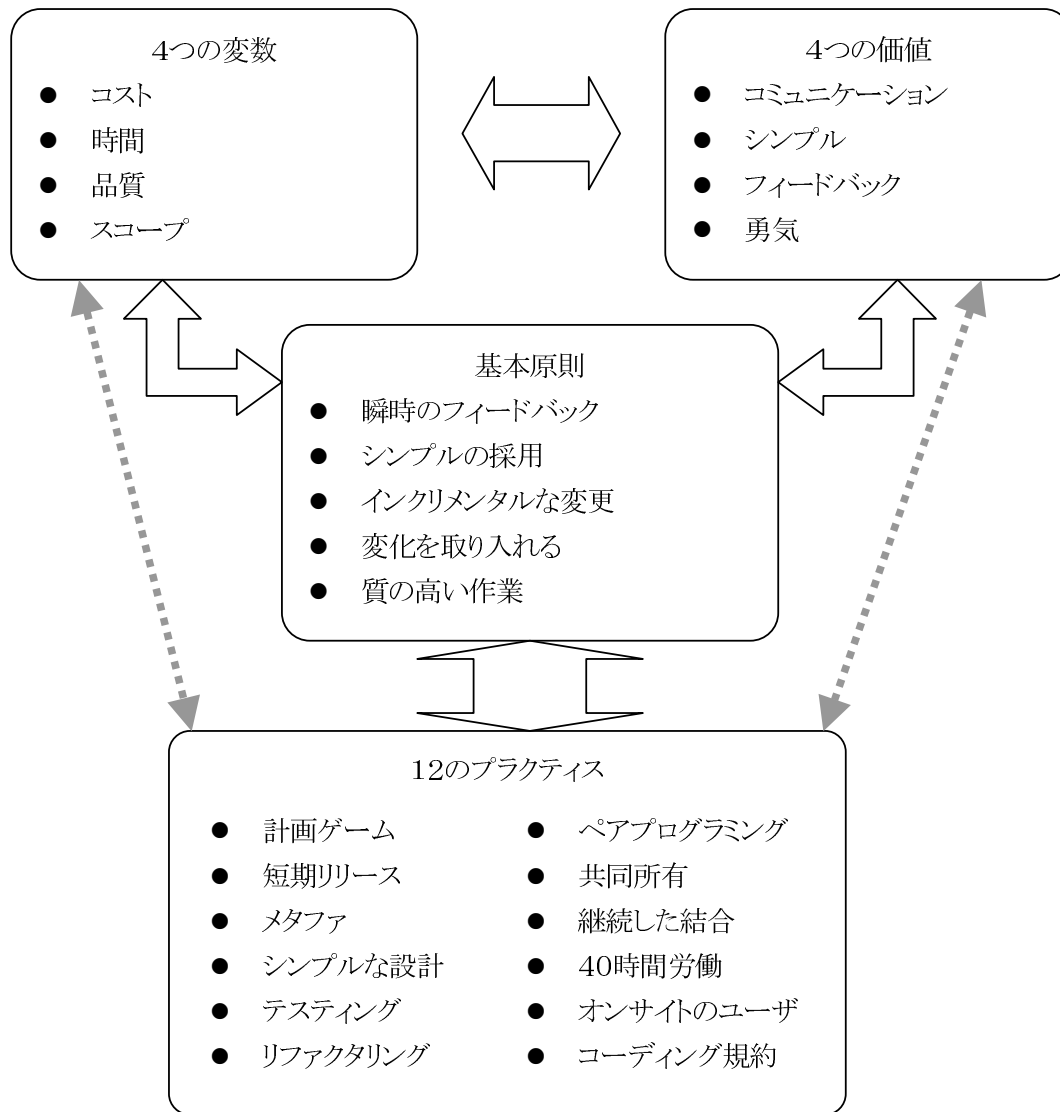 4つの変数
● コスト
● 時間
● 品質
● スコープ
4つの価値
● コミュニケーション
● シンプル
● フィードバック
● 勇気
基本原則
● 瞬時のフィードバック
● シンプルの採用
● インクリメンタルな変更
● 変化を取り入れる
● 質の高い作業
12のプラクティス
● 計画ゲーム
● 短期リリース
● メタファ
● シンプルな設計
● テスティング
● リファクタリング
● ペアプログラミング
● 共同所有
● 継続した結合
● 40時間労働
● オンサイトのユーザ
● コーディング規約